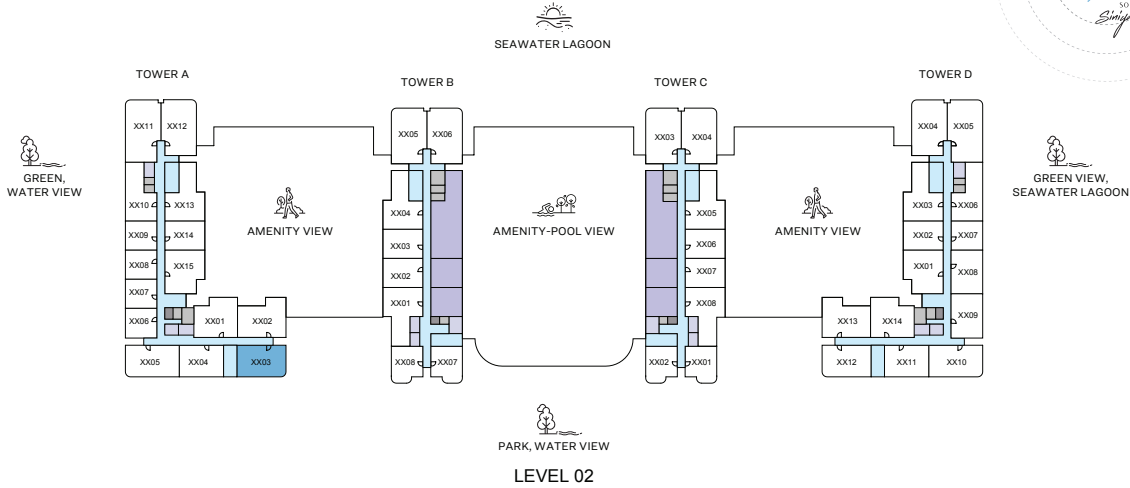 SO
Siniya
SEAWATER LAGOON
TOWER A
TOWER B
TOWER C
TOWER D
XX11 XX12
XX05 XX06
XX03 XX04
XX04 XX05
GREEN,
WATER VIEW
GREEN VIEW,
SEAWATER LAGOON
XX10 XX13
XX04
XX05
XX03 XX06
AMENITY VIEW
AMENITY-POOL VIEW
AMENITY VIEW
XX09 XX14
XX03
XX06
XX02 XX07
XX08 XX15
XX02
XX07
XX01 XX08
XX07
XX01
XX08
XX06 XX01 XX02
XX13 XX14 XX09
XX05 XX04 XX03
XX08 XX07
XX02 XX01
XX12 XX11 XX10
PARK, WATER VIEW
LEVEL 02